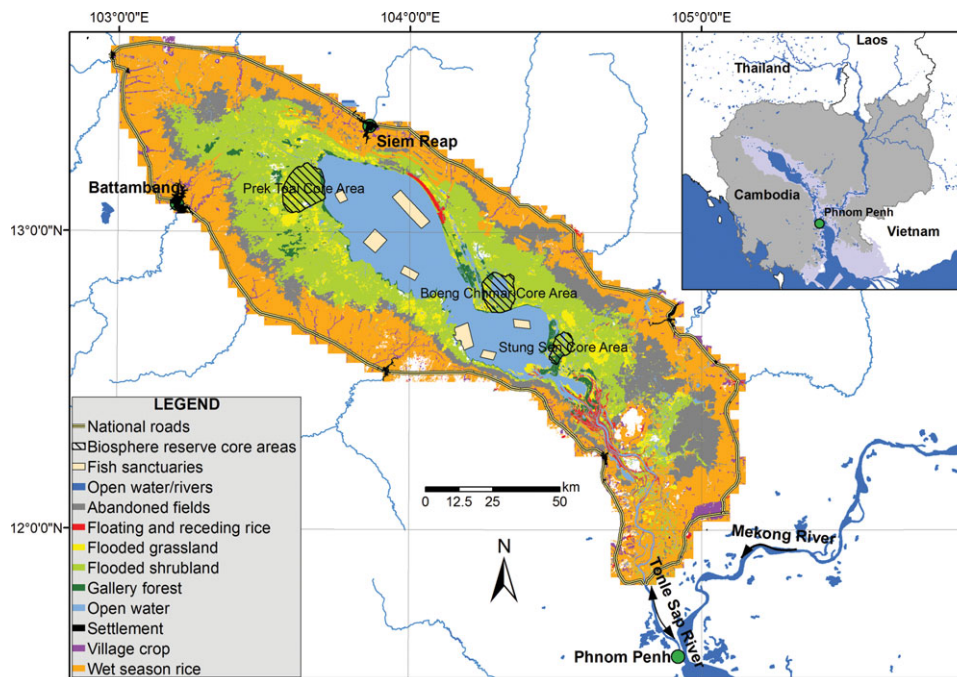 103°0'0"E
104°0'0"E
105°0'0"E
Laos
Thailand
Siem Reap
Battambang
Prek Toal Core Area
Cambodia
Phnom Penh
Vietnam
13°0'0"N
Boeng Chhmar Core Area
Stung Sen Core Area
LEGEND
National roads
Biosphere reserve core areas
Fish sanctuaries
Open water/rivers
Abandoned fields
Floating and receding rice
Flooded grassland
Flooded shrubland
Gallery forest
Open water
Settlement
Village crop
Wet season rice
km
0 12.5 25 50
12°0'0"N
N
Mekong River
Tonle Sap River
Phnom Penh